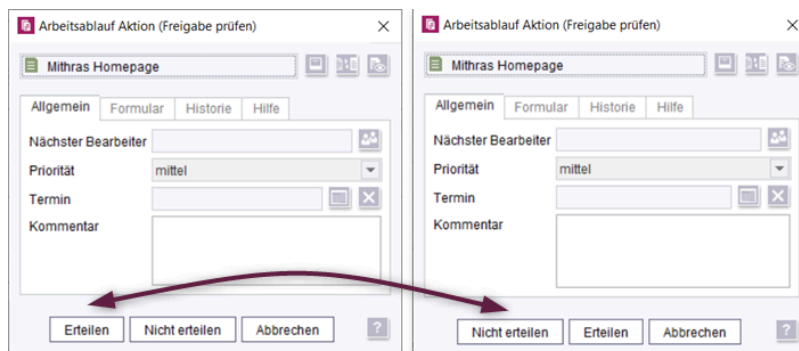 Arbeitsablauf Aktion (Freigabe prüfen)
Mithras Homepage
Allgemein Formular Historie Hilfe
Nächster Bearbeiter
Priorität mittel
Termin
Kommentar
Erteilen Nicht erteilen Abbrechen ?
Arbeitsablauf Aktion (Freigabe prüfen)
Mithras Homepage
Allgemein Formular Historie Hilfe
Nächster Bearbeiter
Priorität mittel
Termin
Kommentar
Nicht erteilen Erteilen Abbrechen ?